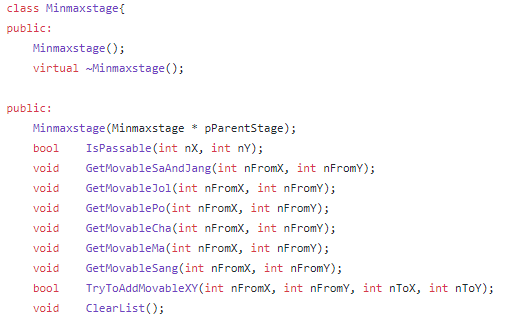 class Minmaxstage{
public:
    Minmaxstage();
    virtual ~Minmaxstage();

public:
    Minmaxstage(Minmaxstage * pParentStage);
    bool    IsPassable(int nX, int nY);
    void    GetMovableSaAndJang(int nFromX, int nFromY);
    void    GetMovableJol(int nFromX, int nFromY);
    void    GetMovablePo(int nFromX, int nFromY);
    void    GetMovableCha(int nFromX, int nFromY);
    void    GetMovableMa(int nFromX, int nFromY);
    void    GetMovableSang(int nFromX, int nFromY);
    bool    TryToAddMovableXY(int nFromX, int nFromY, int nToX, int nToY);
    void    ClearList();